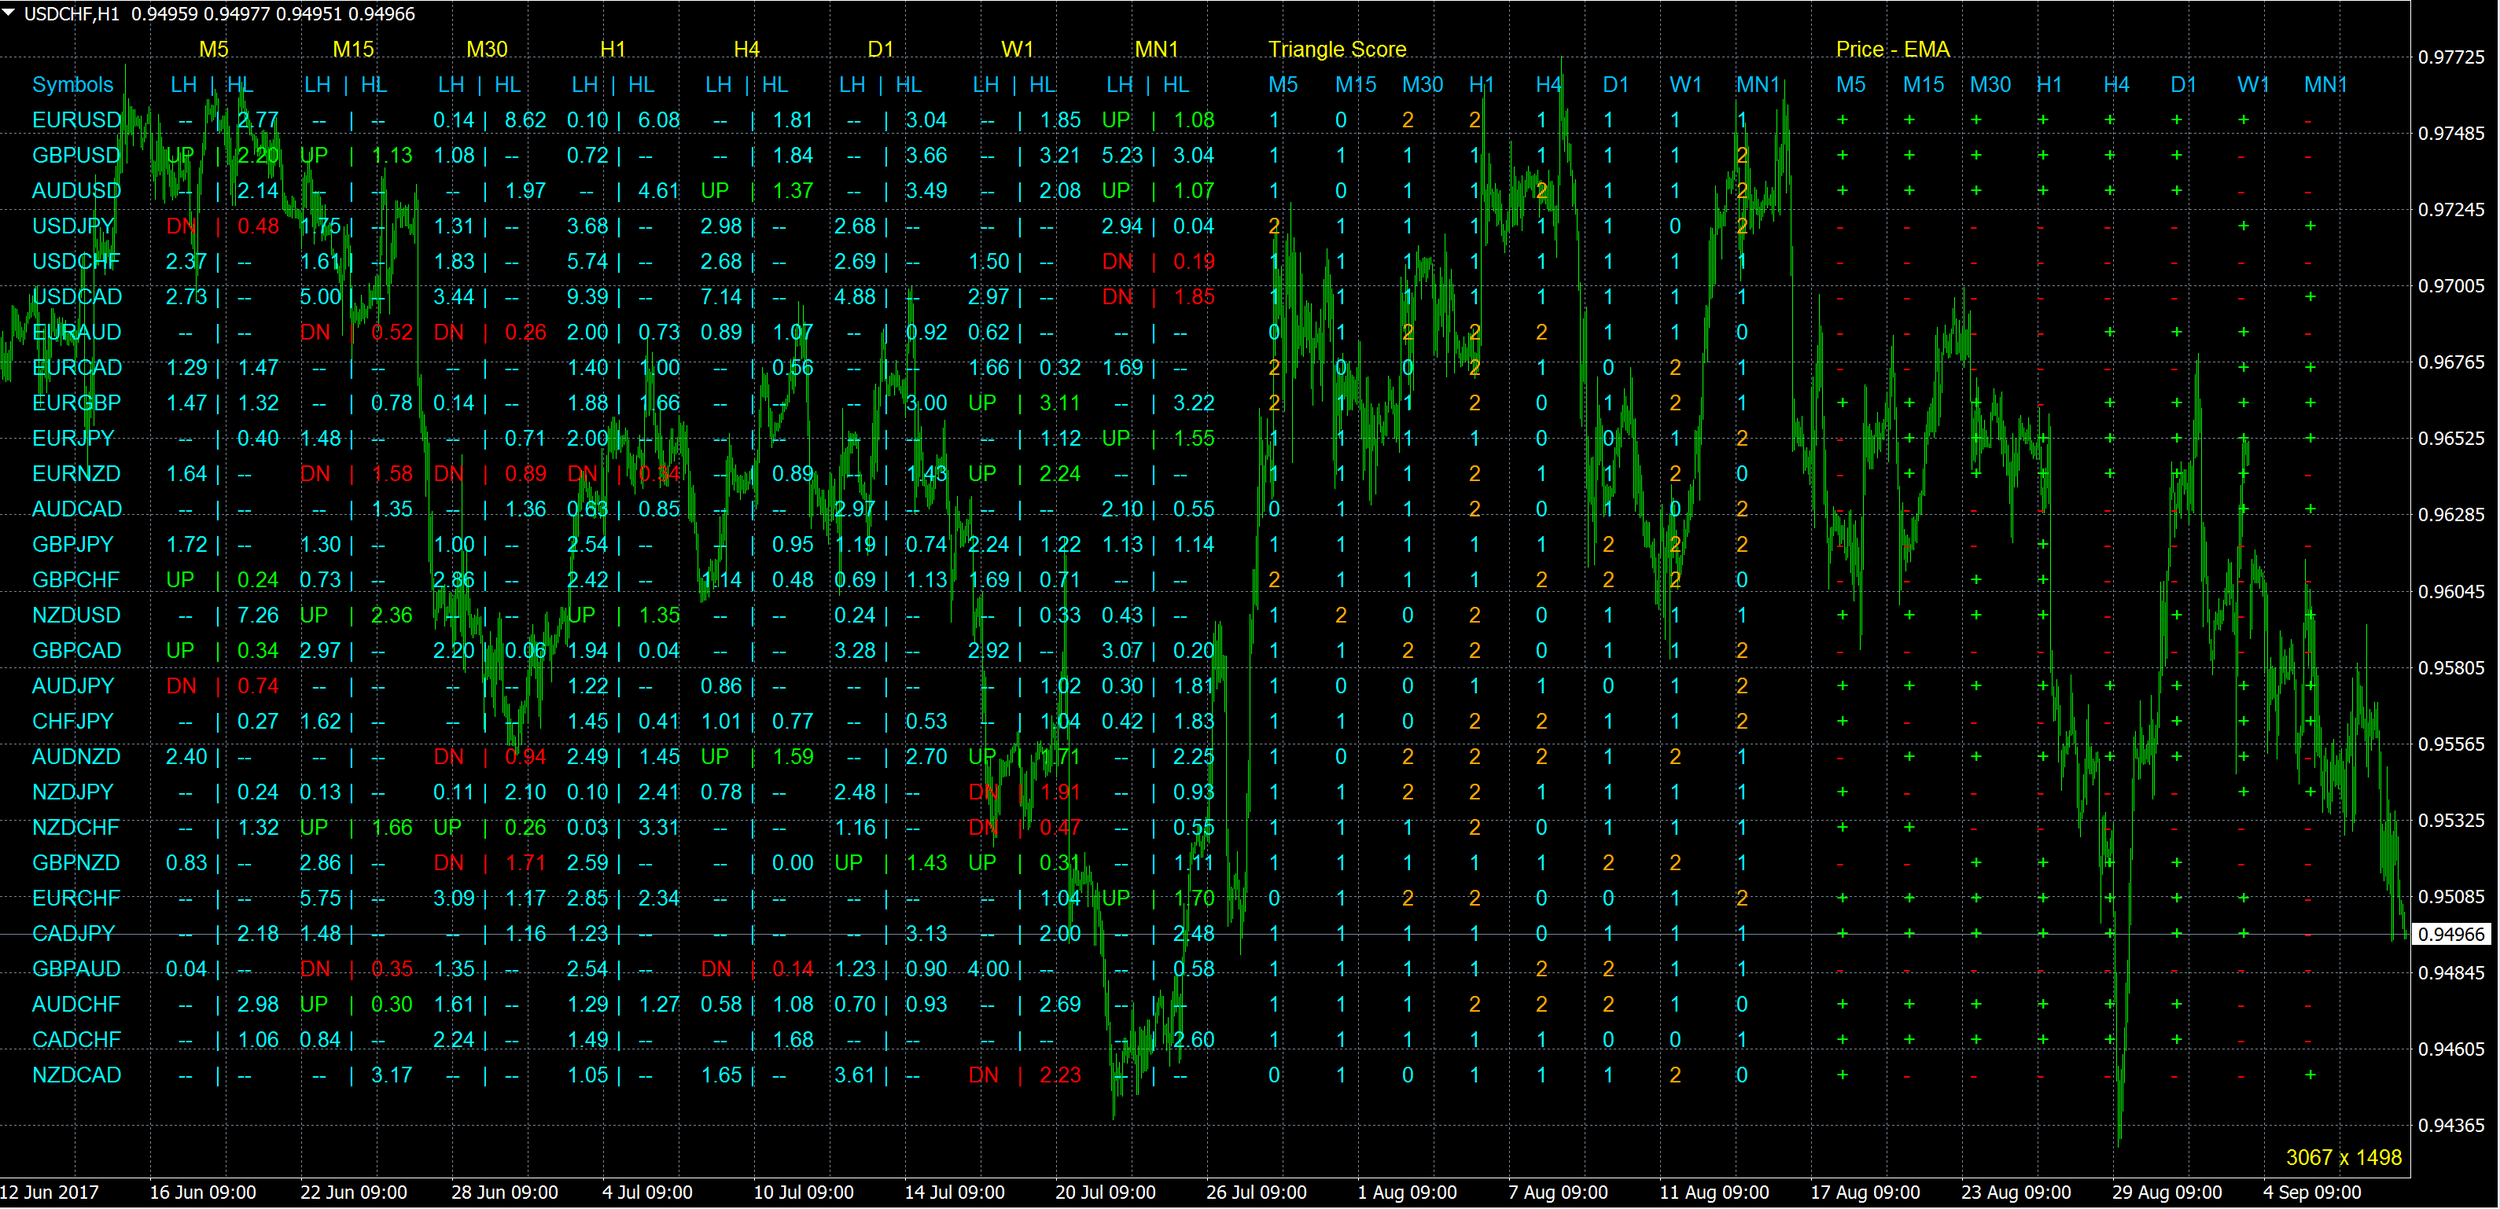 USDCHF,H1 0.94959 0.94977 0.94951 0.94966
M5 M15 M30 H1 H4 D1 W1 MN1 Triangle Score Price - EMA
Symbols LH | HL LH | HL LH | HL LH | HL LH | HL LH | HL LH | HL LH | HL M5 M15 M30 H1 H4 D1 W1 MN1 M5 M15 M30 H1 H4 D1 W1 MN1
EURUSD -- | 2.77 -- | -- 0.14 | 8.62 0.10 | 6.08 -- | 1.81 -- | 3.04 -- | 1.85 UP | 1.08 1 0 2 2 1 1 1 1 + + + + + + + -
GBPUSD UP | 2.20 UP | 1.13 1.08 | -- 0.72 | -- -- | 1.84 -- | 3.66 -- | 3.21 5.23 | 3.04 1 1 1 1 1 1 1 2 + + + + + + - -
AUDUSD -- | 2.14 -- | -- -- | 1.97 -- | 4.61 UP | 1.37 -- | 3.49 -- | 2.08 UP | 1.07 1 0 1 1 2 1 1 2 + + + + + + - -
USDJPY DN | 0.48 1.75 | -- 1.31 | -- 3.68 | -- 2.98 | -- 2.68 | -- -- | -- 2.94 | 0.04 2 1 1 1 1 1 0 2 - - - - - - + +
USDCHF 2.37 | -- 1.61 | -- 1.83 | -- 5.74 | -- 2.68 | -- 2.69 | -- 1.50 | -- DN | 0.19 1 1 1 1 1 1 1 1 - - - - - - - -
USDCAD 2.73 | -- 5.00 | -- 3.44 | -- 9.39 | -- 7.14 | -- 4.88 | -- 2.97 | -- DN | 1.85 1 1 1 1 1 1 1 1 - - - - - - - +
EURAUD -- | -- DN | 0.52 DN | 0.26 2.00 | 0.73 0.89 | 1.07 -- | 0.92 0.62 | -- -- | -- 0 1 2 2 2 1 1 0 - - - - + + + -
EURCAD 1.29 | 1.47 -- | -- -- | -- 1.40 | 1.00 -- | 0.56 -- | -- 1.66 | 0.32 1.69 | -- 2 0 0 2 1 0 2 1 - - - - - - + +
EURGBP 1.47 | 1.32 -- | 0.78 0.14 | -- 1.88 | 1.66 -- | -- -- | 3.00 UP | 3.11 -- | 3.22 2 1 1 2 0 1 2 1 + + + - + + + +
EURJPY -- | 0.40 1.48 | -- -- | 0.71 2.00 | -- -- | -- -- | -- -- | 1.12 UP | 1.55 1 1 1 1 0 0 1 2 - + + + + + + +
EURNZD 1.64 | -- DN | 1.58 DN | 0.89 DN | 0.34 -- | 0.89 -- | 1.43 UP | 2.24 -- | -- 1 1 1 2 1 1 2 0 - + + + + + + -
AUDCAD -- | -- -- | 1.35 -- | 1.36 0.63 | 0.85 -- | -- 2.97 | -- -- | -- 2.10 | 0.55 0 1 1 2 0 1 0 2 - - - - - - + +
GBPJPY 1.72 | -- 1.30 | -- 1.00 | -- 2.54 | -- -- | 0.95 1.19 | 0.74 2.24 | 1.22 1.13 | 1.14 1 1 1 1 1 2 2 2 - - - + - - - -
GBPCHF UP | 0.24 0.73 | -- 2.86 | -- 2.42 | -- 1.14 | 0.48 0.69 | 1.13 1.69 | 0.71 -- | -- 2 1 1 1 2 2 2 0 - - + + - - - -
NZDUSD -- | 7.26 UP | 2.36 -- | -- UP | 1.35 -- | -- 0.24 | -- -- | 0.33 0.43 | -- 1 2 0 2 0 1 1 1 + + + + - + - +
GBPCAD UP | 0.34 2.97 | -- 2.20 | 0.06 1.94 | 0.04 -- | -- 3.28 | -- 2.92 | -- 3.07 | 0.20 1 1 2 2 0 1 1 2 - - - - - - - -
AUDJPY DN | 0.74 -- | -- -- | -- 1.22 | -- 0.86 | -- -- | -- -- | 1.02 0.30 | 1.81 1 0 0 1 1 0 1 2 + + + + + + + +
CHFJPY -- | 0.27 1.62 | -- -- | -- 1.45 | 0.41 1.01 | 0.77 -- | 0.53 -- | 1.04 0.42 | 1.83 1 1 0 2 2 1 1 2 + - - - - + + +
AUDNZD 2.40 | -- -- | -- DN | 0.94 2.49 | 1.45 UP | 1.59 -- | 2.70 UP | 1.71 -- | 2.25 1 0 2 2 2 1 2 1 - + + + + + + -
NZDJPY -- | 0.24 0.13 | -- 0.11 | 2.10 0.10 | 2.41 0.78 | -- 2.48 | -- DN | 1.91 -- | 0.93 1 1 2 2 1 1 1 1 + - - - - - + +
NZDCHF -- | 1.32 UP | 1.66 UP | 0.26 0.03 | 3.31 -- | -- 1.16 | -- DN | 0.47 -- | 0.55 1 1 1 2 0 1 1 1 + + - - - - - -
GBPNZD 0.83 | -- 2.86 | -- DN | 1.71 2.59 | -- -- | 0.00 UP | 1.43 UP | 0.31 -- | 1.11 1 1 1 1 1 2 2 1 - - + + + + - -
EURCHF -- | -- 5.75 | -- 3.09 | 1.17 2.85 | 2.34 -- | -- -- | -- -- | 1.04 UP | 1.70 0 1 2 2 0 0 1 2 + + + + + + + -
CADJPY -- | 2.18 1.48 | -- -- | 1.16 1.23 | -- -- | -- -- | 3.13 -- | 2.00 -- | 2.48 1 1 1 1 0 1 1 1 + + + + + + + -
GBPAUD 0.04 | -- DN | 0.35 1.35 | -- 2.54 | -- DN | 0.14 1.23 | 0.90 4.00 | -- -- | 0.58 1 1 1 1 2 2 1 1 - - - - - - - -
AUDCHF -- | 2.98 UP | 0.30 1.61 | -- 1.29 | 1.27 0.58 | 1.08 0.70 | 0.93 -- | 2.69 -- | -- 1 1 1 2 2 2 1 0 + + + + + + - -
CADCHF -- | 1.06 0.84 | -- 2.24 | -- 1.49 | -- -- | 1.68 -- | -- -- | -- -- | 2.60 1 1 1 1 1 0 0 1 + + + + + + - -
NZDCAD -- | -- -- | 3.17 -- | -- 1.05 | -- 1.65 | -- 3.61 | -- DN | 2.23 -- | -- 0 1 0 1 1 1 2 0 + - - - - - - +
0.97725
0.97485
0.97245
0.97005
0.96765
0.96525
0.96285
0.96045
0.95805
0.95565
0.95325
0.95085
0.94966
0.94845
0.94605
0.94365
3067 x 1498
12 Jun 2017 16 Jun 09:00 22 Jun 09:00 28 Jun 09:00 4 Jul 09:00 10 Jul 09:00 14 Jul 09:00 20 Jul 09:00 26 Jul 09:00 1 Aug 09:00 7 Aug 09:00 11 Aug 09:00 17 Aug 09:00 23 Aug 09:00 29 Aug 09:00 4 Sep 09:00